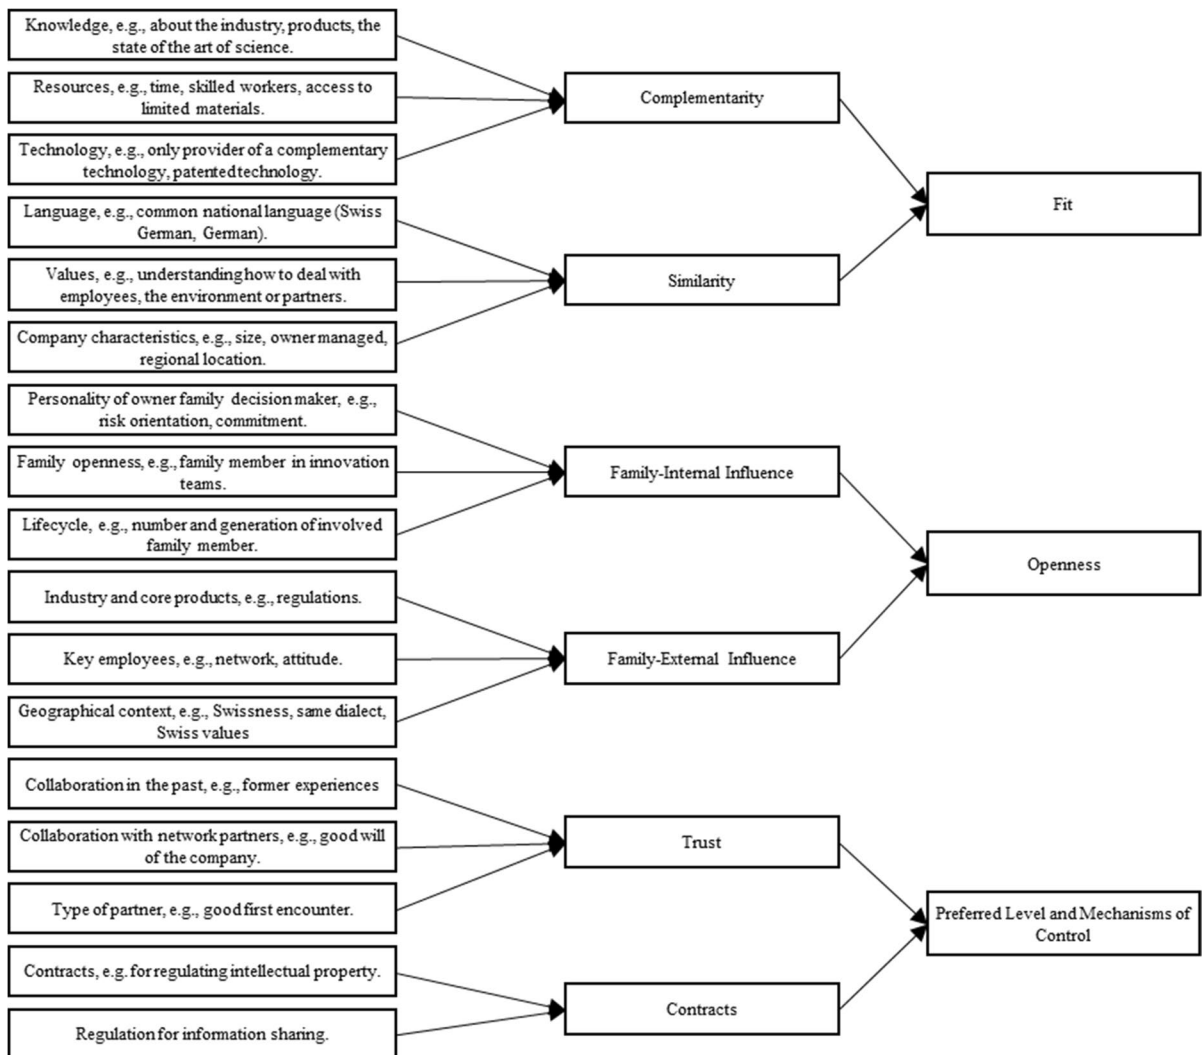 Knowledge, e.g., about the industry, products, the
state of the art of science.
Resources, e.g., time, skilled workers, access to
limited materials.
Complementarity
Technology, e.g., only provider of a complementary
technology, patented technology.
Fit
Language, e.g., common national language (Swiss
German, German).
Values, e.g., understanding how to deal with
employees, the environment or partners.
Similarity
Company characteristics, e.g., size, owner managed,
regional location.
Personality of owner family decision maker, e.g.,
risk orientation, commitment.
Family openness, e.g., family member in innovation
teams.
Family-Internal Influence
Lifecycle, e.g., number and generation of involved
family member.
Openness
Industry and core products, e.g., regulations.
Key employees, e.g., network, attitude.
Family-External Influence
Geographical context, e.g., Swissness, same dialect,
Swiss values
Collaboration in the past, e.g., former experiences
Collaboration with network partners, e.g., good will
of the company.
Trust
Type of partner, e.g., good first encounter.
Preferred Level and Mechanisms of
Control
Contracts, e.g. for regulating intellectual property.
Contracts
Regulation for information sharing.